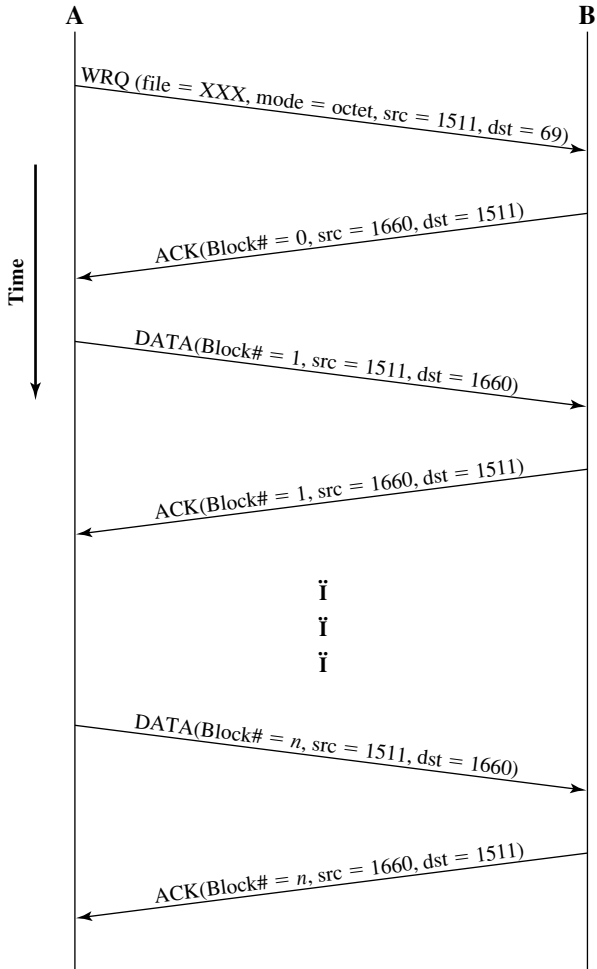 A
B
WRQ (file = XXX, mode = octet, src = 1511, dst = 69)
ACK(Block# = 0, src = 1660, dst = 1511)
Time
DATA(Block# = 1, src = 1511, dst = 1660)
ACK(Block# = 1, src = 1660, dst = 1511)
Ï
Ï
Ï
DATA(Block# = n, src = 1511, dst = 1660)
ACK(Block# = n, src = 1660, dst = 1511)